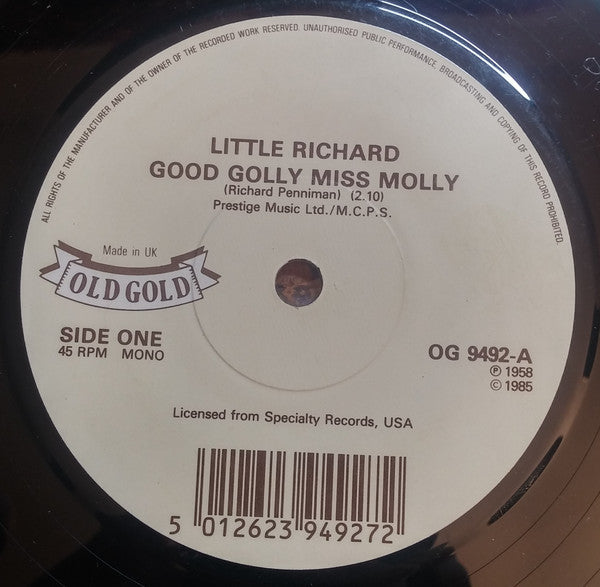 ALL RIGHTS OF THE MANUFACTURER AND OF THE OWNER OF THE RECORDED WORK RESERVED. UNAUTHORISED PUBLIC PERFORMANCE, BROADCASTING AND COPYING OF THIS RECORD PROHIBITED.
LITTLE RICHARD
GOOD GOLLY MISS MOLLY
(Richard Penniman) (2.10)
Prestige Music Ltd./M.C.P.S.
Made in UK
OLD GOLD
SIDE ONE
45 RPM MONO
OG 9492-A
℗ 1958
© 1985
Licensed from Specialty Records, USA
5 012623 949272